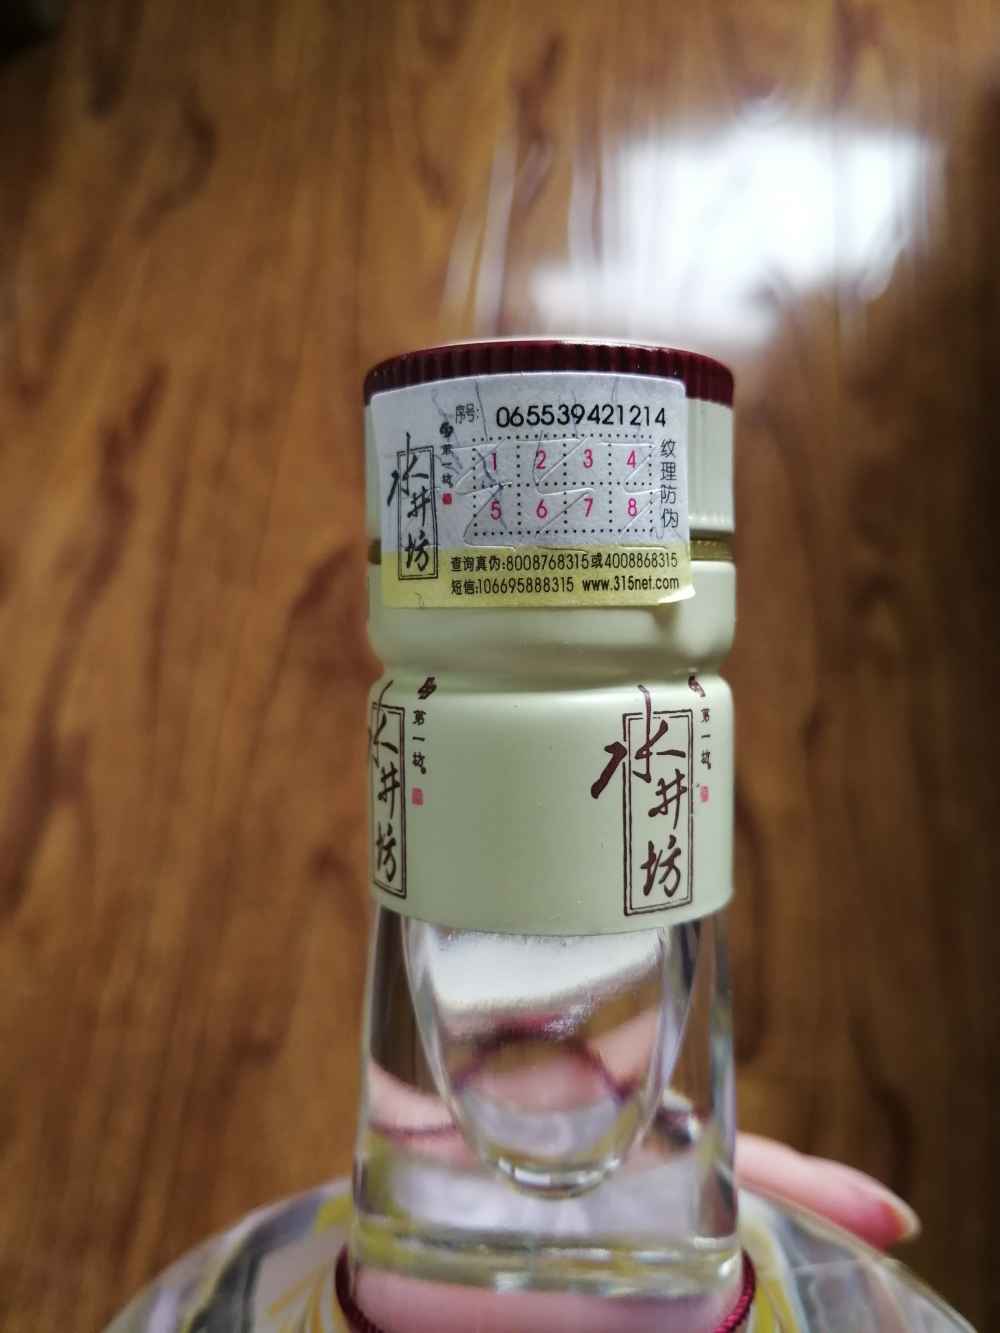 序号: 065539421214
水井坊
第一坊
1 2 3 4
5 6 7 8
纹理防伪
查询真伪:8008768315或4008868315
短信:106695888315 www.315net.com
水井坊
第一坊
水井坊
第一坊